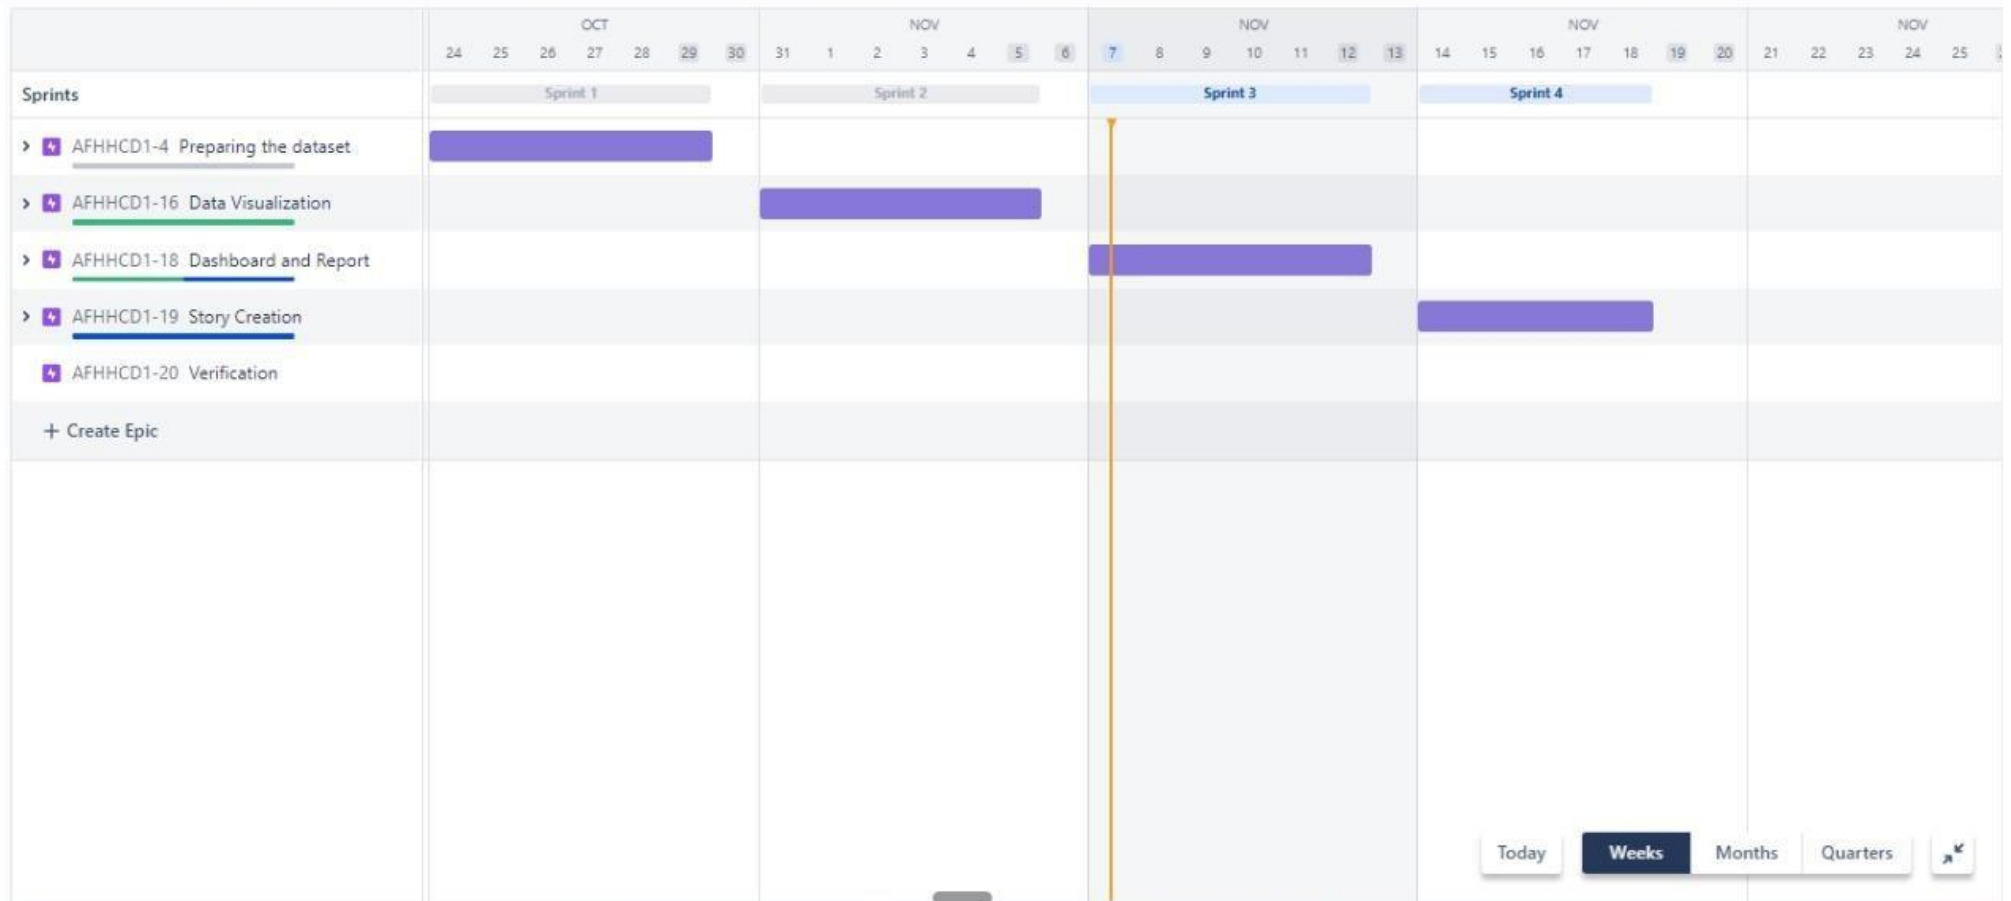 OCT NOV NOV NOV NOV
24 25 26 27 28 29 30 31 1 2 3 4 5 6 7 8 9 10 11 12 13 14 15 16 17 18 19 20 21 22 23 24 25
Sprints Sprint 1 Sprint 2 Sprint 3 Sprint 4
AFHHCD1-4 Preparing the dataset
AFHHCD1-16 Data Visualization
AFHHCD1-18 Dashboard and Report
AFHHCD1-19 Story Creation
AFHHCD1-20 Verification
+ Create Epic
Today Weeks Months Quarters